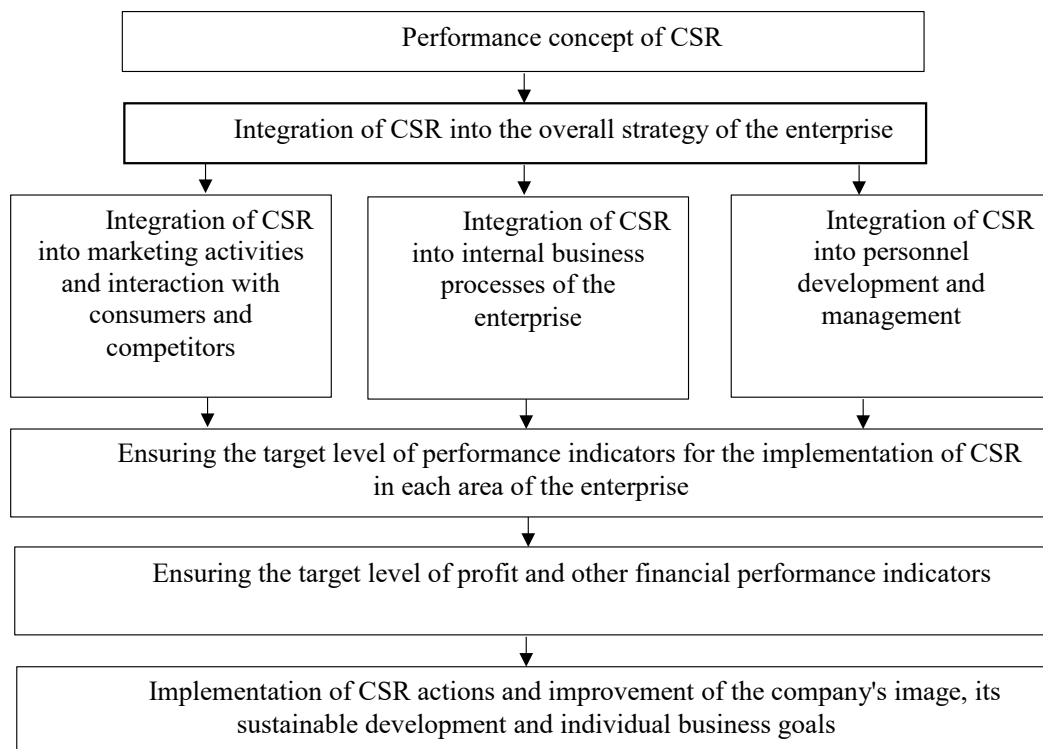 Performance concept of CSR
Integration of CSR into the overall strategy of the enterprise
Integration of CSR
into marketing activities
and interaction with
consumers and
competitors
Integration of CSR
into internal business
processes of the
enterprise
Integration of CSR
into personnel
development and
management
Ensuring the target level of performance indicators for the implementation of CSR
in each area of the enterprise
Ensuring the target level of profit and other financial performance indicators
Implementation of CSR actions and improvement of the company's image, its
sustainable development and individual business goals